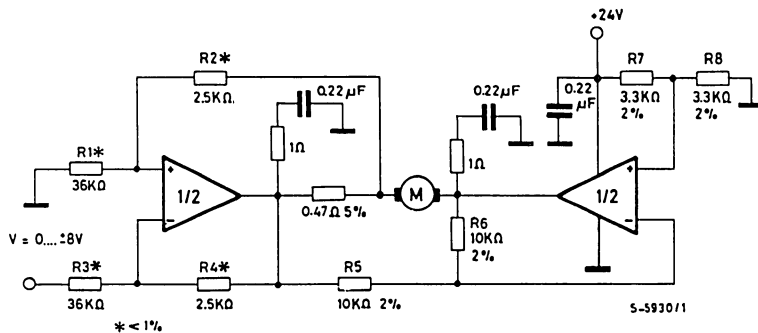 +24V
R2*
2.5KΩ
0.22µF
1Ω
0.22µF
1Ω
0.22
µF
R7
3.3KΩ
2%
R8
3.3KΩ
2%
R1*
36KΩ
+
1/2
-
0.47Ω 5%
M
+
1/2
-
R6
10KΩ
2%
V = 0....±8V
R3*
36KΩ
R4*
2.5KΩ
R5
10KΩ 2%
* < 1%
S-5930/1